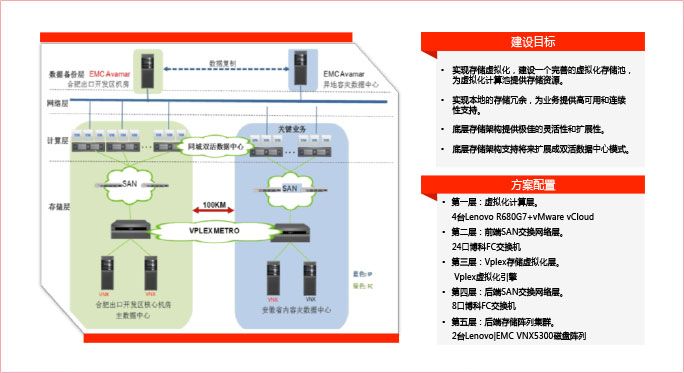 数据备份层 EMC Avamar
合肥出口开发区机房
数据复制
EMC Avamar
异地容灾数据中心
网络层
计算层
同城双活数据中心
关键业务
SAN
SAN
存储层
100KM
VPLEX METRO
VNX
VNX
VNX
VNX
蓝色: IP
绿色: FC
合肥出口开发区核心机房
主数据中心
安徽省内容灾数据中心
建设目标
• 实现存储虚拟化，建设一个完善的虚拟化存储池，
为虚拟化计算池提供存储资源。
• 实现本地的存储冗余，为业务提供高可用和连续
性支持。
• 底层存储架构提供极佳的灵活性和扩展性。
• 底层存储架构支持将来扩展成双活数据中心模式。
方案配置
• 第一层：虚拟化计算层。
4台Lenovo R680G7+vMware vCloud
• 第二层：前端SAN交换网络层。
24口博科FC交换机
• 第三层：Vplex存储虚拟化层。
Vplex虚拟化引擎
• 第四层：后端SAN交换网络层。
8口博科FC交换机
• 第五层：后端存储阵列集群。
2台Lenovo|EMC VNX5300磁盘阵列